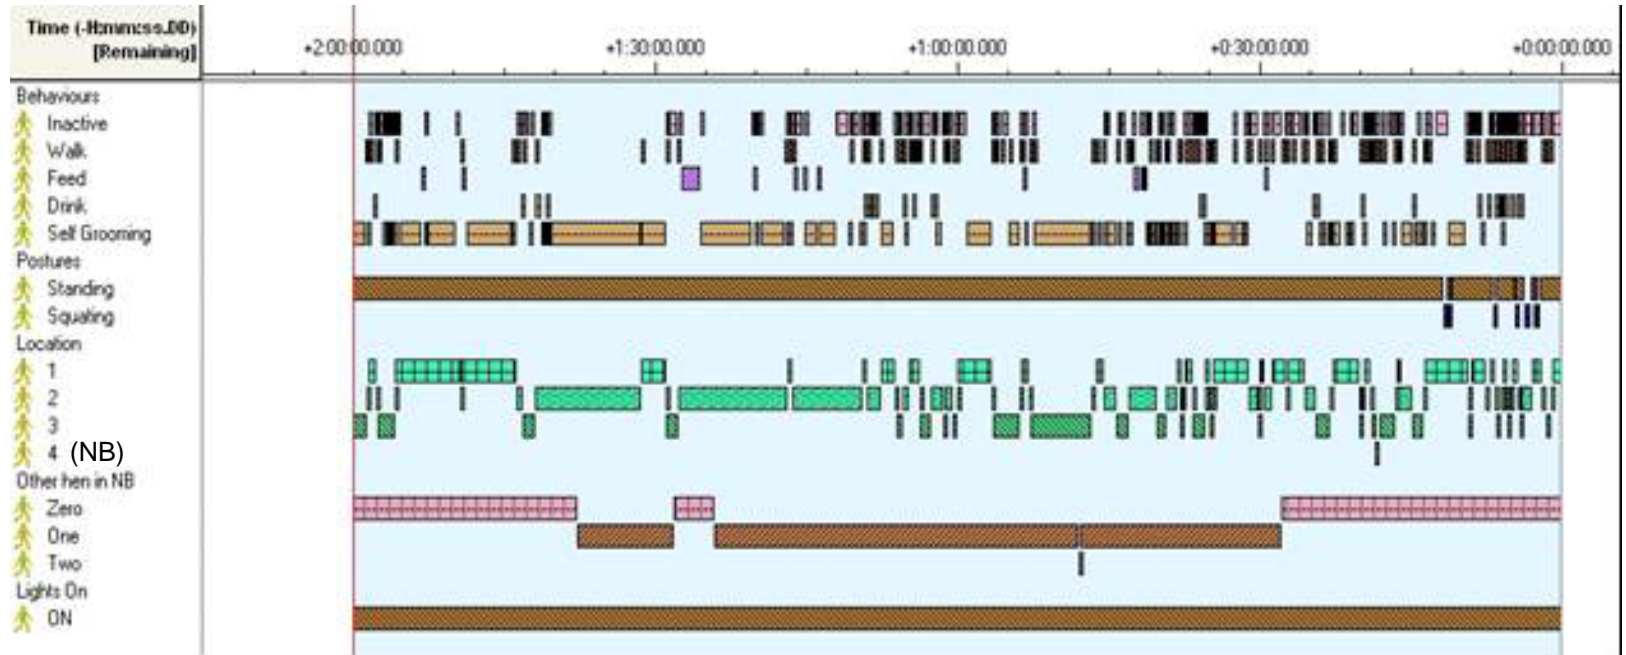 Time (-H:mm:ss.DD)
[Remaining]
+2:00:00.000 +1:30:00.000 +1:00:00.000 +0:30:00.000 +0:00:00.000
Behaviours
Inactive
Walk
Feed
Drink
Self Grooming
Postures
Standing
Squating
Location
1
2
3
4 (NB)
Other hen in NB
Zero
One
Two
Lights On
ON